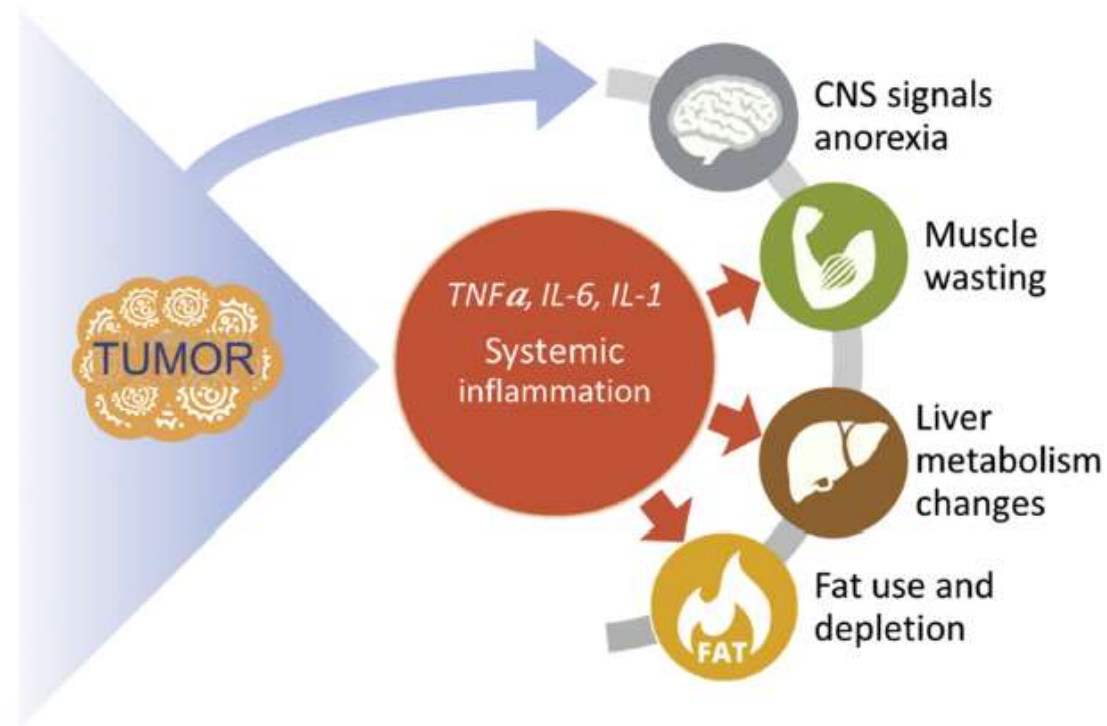 CNS signals
anorexia
TUMOR
TNFα, IL-6, IL-1
Systemic
inflammation
Muscle
wasting
Liver
metabolism
changes
Fat use and
depletion
FAT